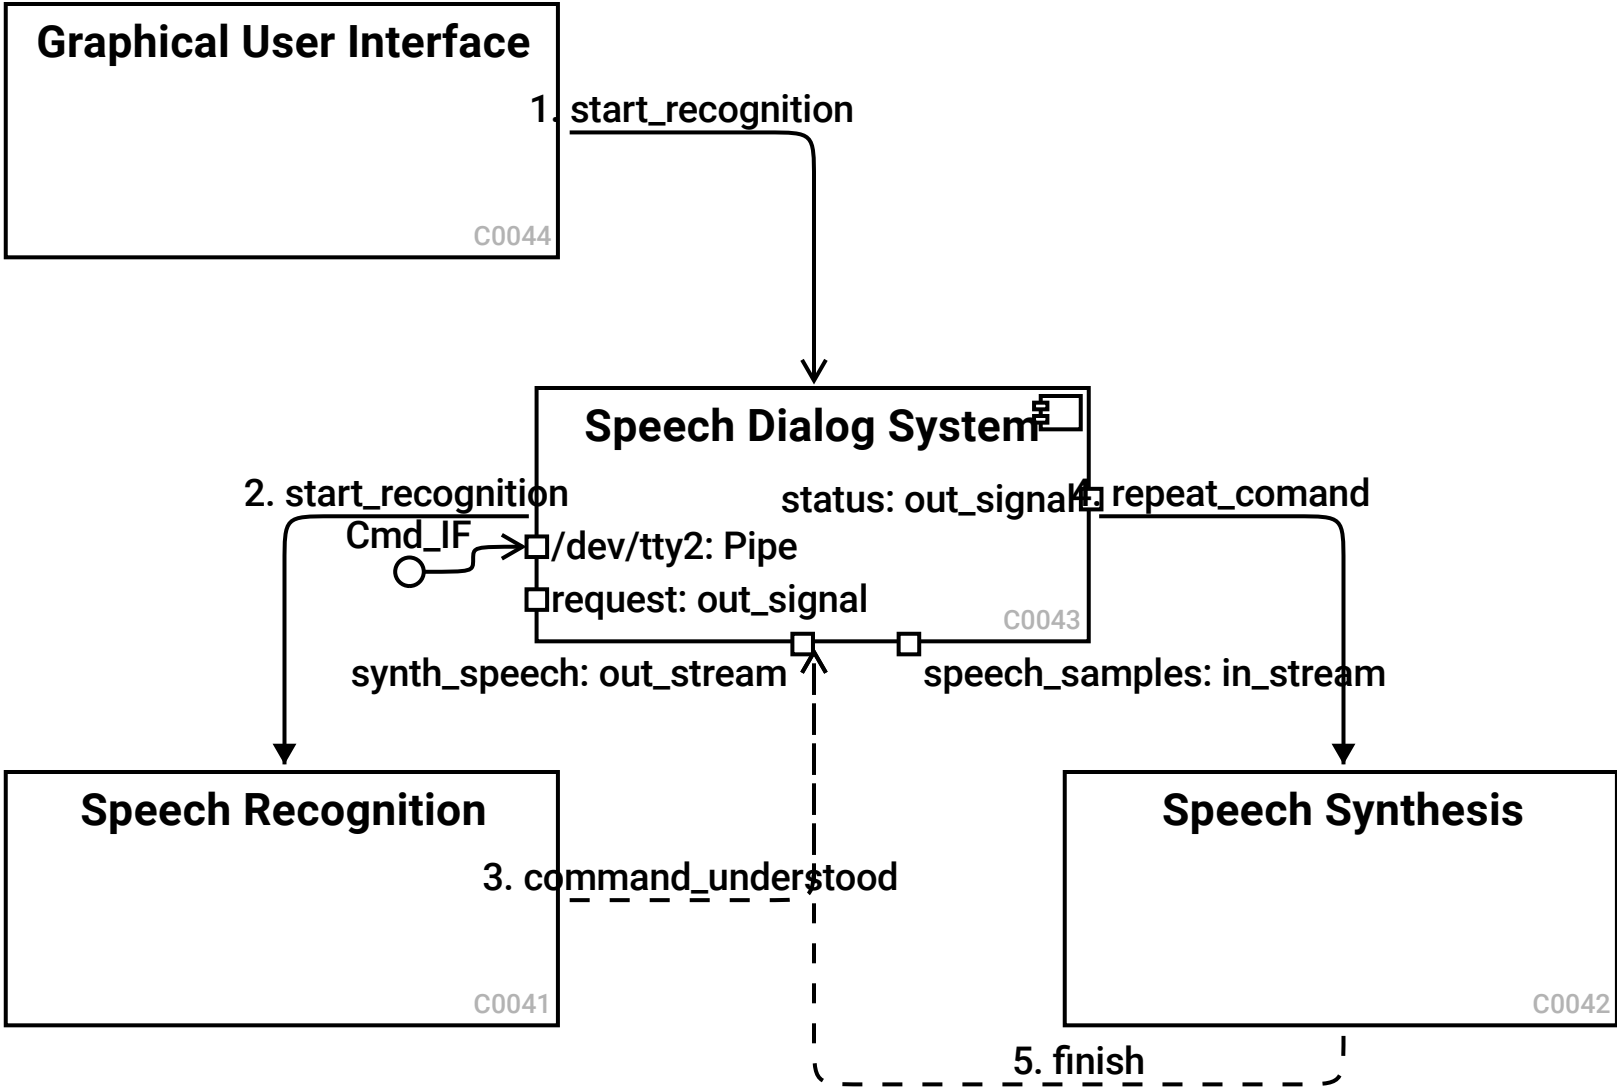 Graphical User Interface
1. start_recognition
C0044
Speech Dialog System
2. start_recognition
status: out_signal
4. repeat_comand
Cmd_IF
/dev/tty2: Pipe
request: out_signal
C0043
synth_speech: out_stream
speech_samples: in_stream
Speech Recognition
Speech Synthesis
3. command_understood
C0041
C0042
5. finish